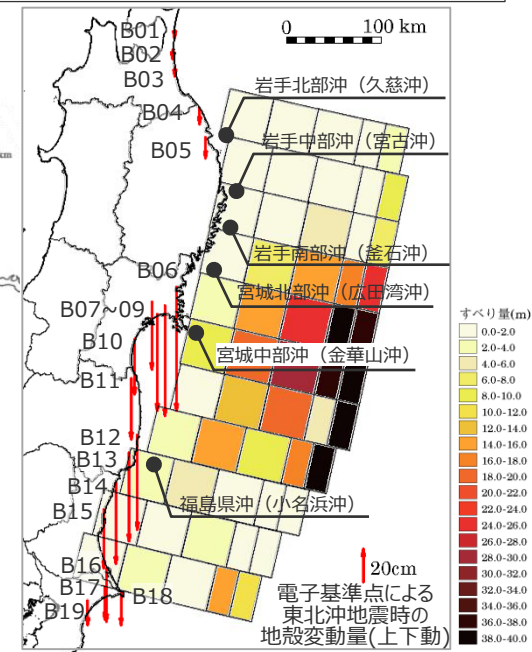 0 100 km
B01
B02
B03
B04
B05
B06
B07~09
B10
B11
B12
B13
B14
B15
B16
B17
B18
B19
岩手北部沖（久慈沖）
岩手中部沖（宮古沖）
岩手南部沖（釜石沖）
宮城北部沖（広田湾沖）
宮城中部沖（金華山沖）
福島県沖（小名浜沖）
20cm
電子基準点による
東北沖地震時の
地殻変動量(上下動)
すべり量(m)
0.0-2.0
2.0-4.0
4.0-6.0
6.0-8.0
8.0-10.0
10.0-12.0
12.0-14.0
14.0-16.0
16.0-18.0
18.0-20.0
20.0-22.0
22.0-24.0
24.0-26.0
26.0-28.0
28.0-30.0
30.0-32.0
32.0-34.0
34.0-36.0
36.0-38.0
38.0-40.0
km